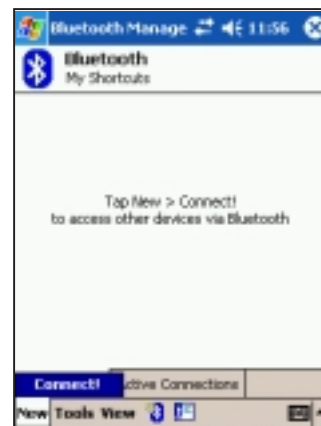 Bluetooth Manage 11:56
Bluetooth
My Shortcuts
Tap New > Connect!
to access other devices via Bluetooth
Connect! Active Connections
New Tools View